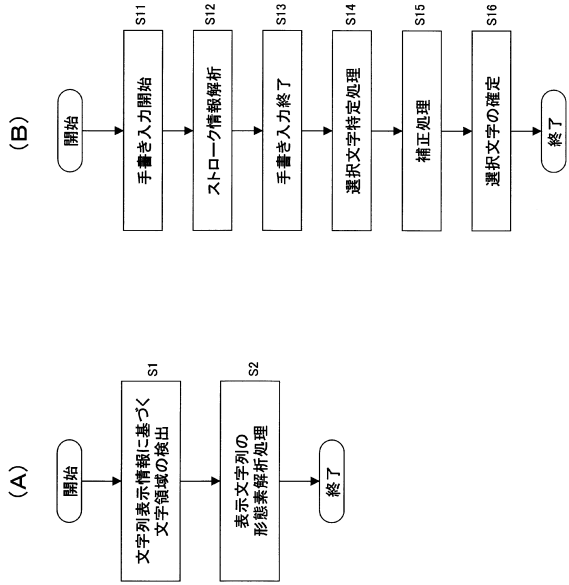 (A)
開始
文字列表示情報に基づく
文字領域の検出
S1
表示文字列の
形態素解析処理
S2
終了
(B)
開始
手書き入力開始
S11
ストローク情報解析
S12
手書き入力終了
S13
選択文字特定処理
S14
補正処理
S15
選択文字の確定
S16
終了